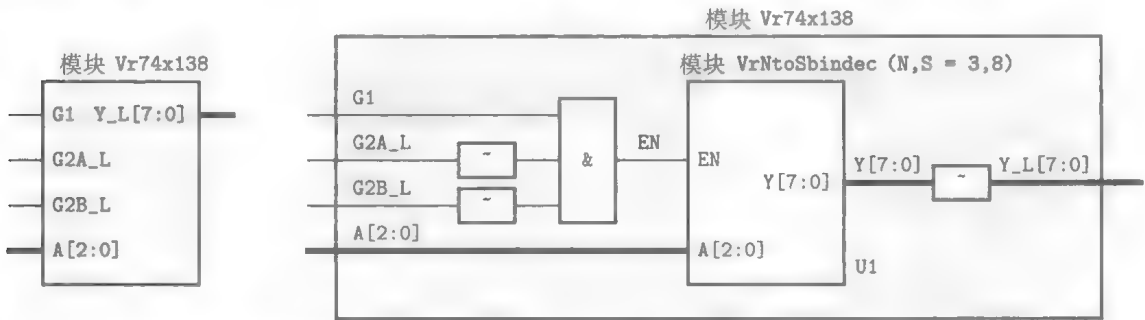 模块 Vr74x138
G1 Y_L[7:0]
G2A_L
G2B_L
A[2:0]
模块 Vr74x138
模块 VrNtoSbindec (N,S = 3,8)
G1
G2A_L
~
G2B_L
~
&
EN
EN
Y[7:0]
Y[7:0]
~
Y_L[7:0]
A[2:0]
A[2:0]
U1